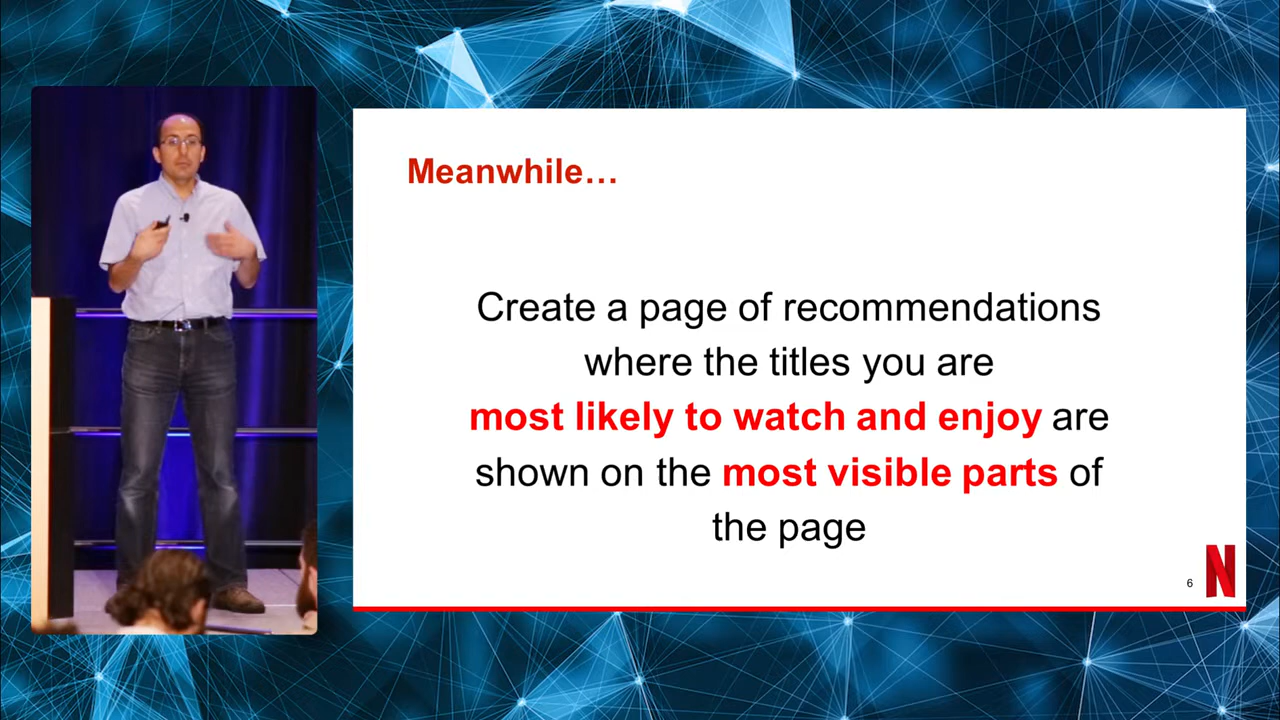 Meanwhile…
Create a page of recommendations
where the titles you are
most likely to watch and enjoy are
shown on the most visible parts of
the page
6
N